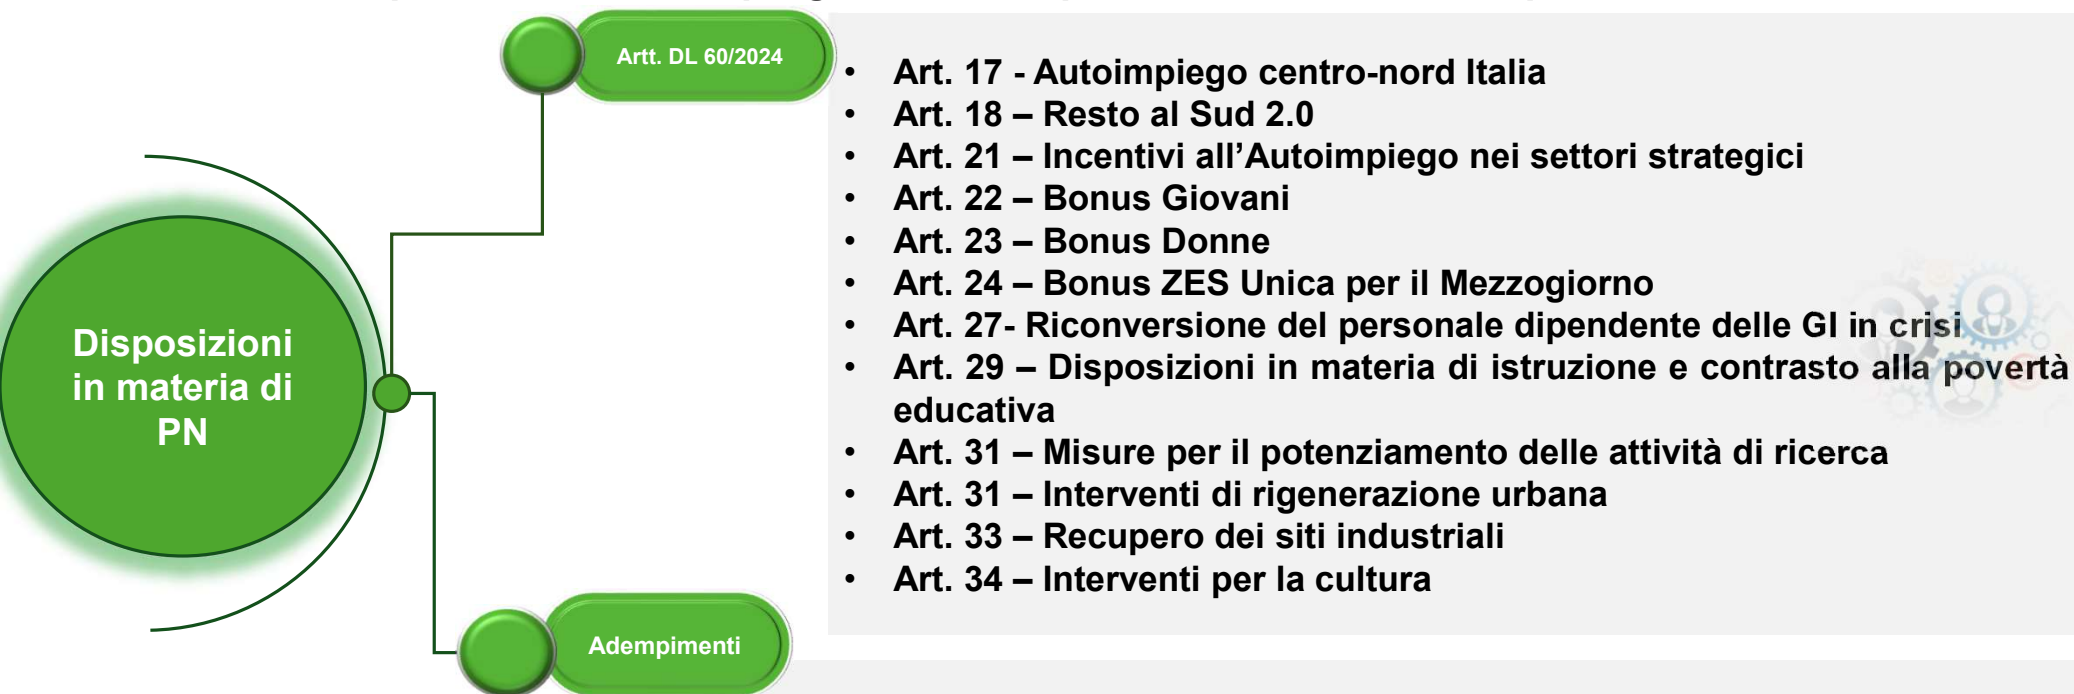 Artt. DL 60/2024
• Art. 17 - Autoimpiego centro-nord Italia
• Art. 18 – Resto al Sud 2.0
• Art. 21 – Incentivi all’Autoimpiego nei settori strategici
• Art. 22 – Bonus Giovani
• Art. 23 – Bonus Donne
• Art. 24 – Bonus ZES Unica per il Mezzogiorno
• Art. 27- Riconversione del personale dipendente delle GI in crisi
• Art. 29 – Disposizioni in materia di istruzione e contrasto alla povertà
educativa
• Art. 31 – Misure per il potenziamento delle attività di ricerca
• Art. 31 – Interventi di rigenerazione urbana
• Art. 33 – Recupero dei siti industriali
• Art. 34 – Interventi per la cultura
Disposizioni
in materia di
PN
Adempimenti